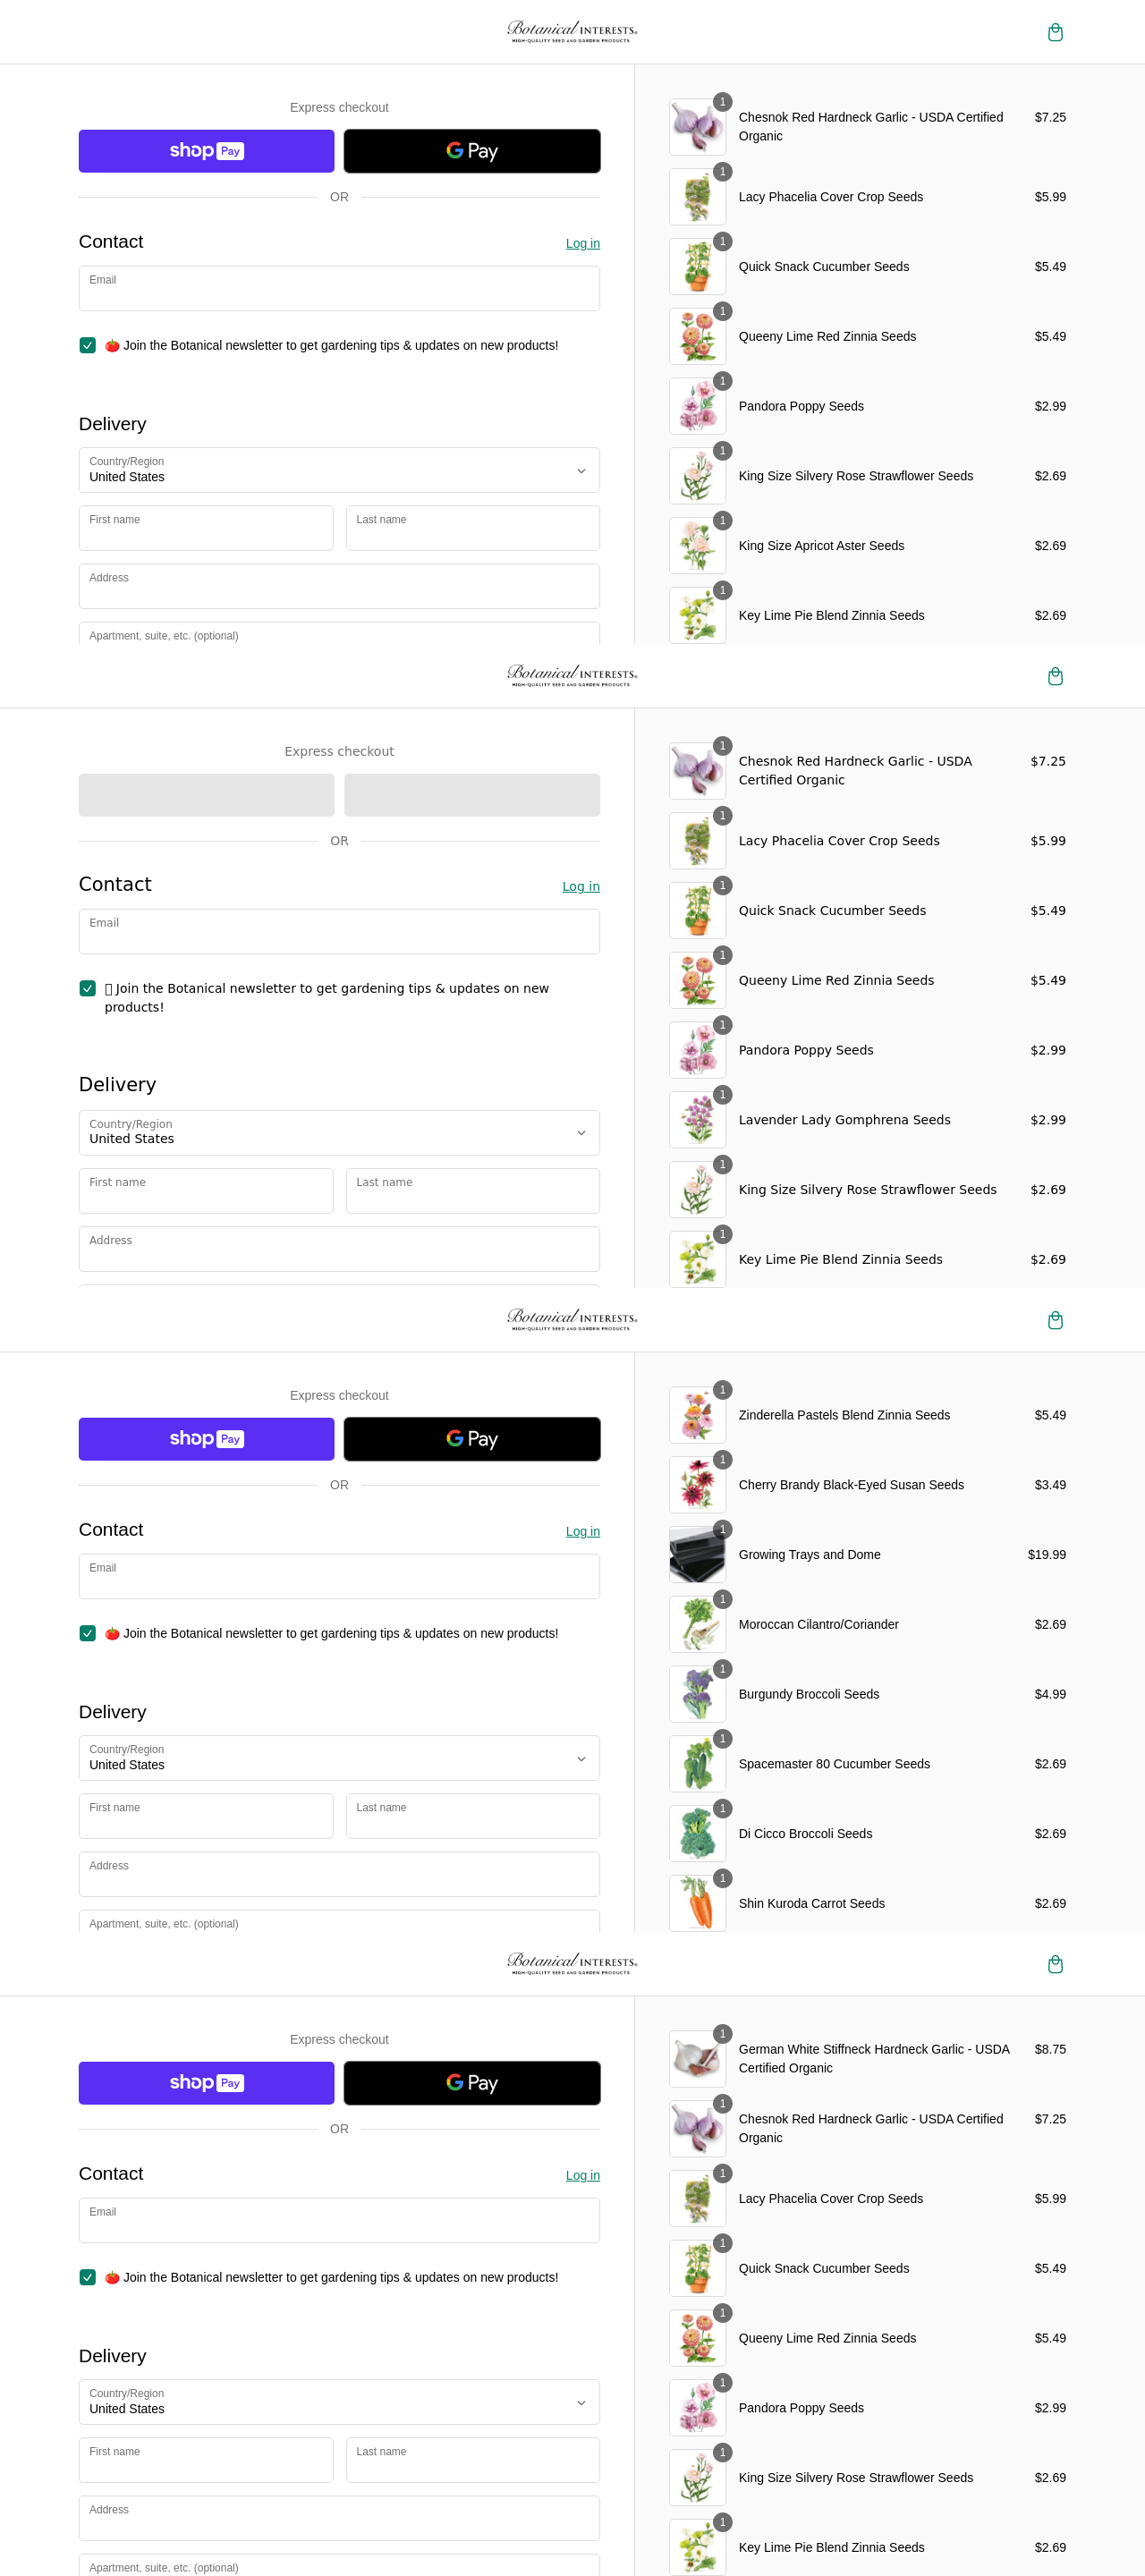 Botanical INTERESTS®
HIGH-QUALITY SEED AND GARDEN PRODUCTS
Express checkout
shop Pay
G Pay
OR
Contact
Log in
Email
🍅 Join the Botanical newsletter to get gardening tips & updates on new products!
Delivery
Country/Region
United States
First name
Last name
Address
Apartment, suite, etc. (optional)
1
Chesnok Red Hardneck Garlic - USDA Certified
Organic
$7.25
1
Lacy Phacelia Cover Crop Seeds
$5.99
1
Quick Snack Cucumber Seeds
$5.49
1
Queeny Lime Red Zinnia Seeds
$5.49
1
Pandora Poppy Seeds
$2.99
1
King Size Silvery Rose Strawflower Seeds
$2.69
1
King Size Apricot Aster Seeds
$2.69
1
Key Lime Pie Blend Zinnia Seeds
$2.69
Botanical INTERESTS®
HIGH-QUALITY SEED AND GARDEN PRODUCTS
Express checkout
OR
Contact
Log in
Email
Join the Botanical newsletter to get gardening tips & updates on new
products!
Delivery
Country/Region
United States
First name
Last name
Address
1
Chesnok Red Hardneck Garlic - USDA
Certified Organic
$7.25
1
Lacy Phacelia Cover Crop Seeds
$5.99
1
Quick Snack Cucumber Seeds
$5.49
1
Queeny Lime Red Zinnia Seeds
$5.49
1
Pandora Poppy Seeds
$2.99
1
Lavender Lady Gomphrena Seeds
$2.99
1
King Size Silvery Rose Strawflower Seeds
$2.69
1
Key Lime Pie Blend Zinnia Seeds
$2.69
Botanical INTERESTS®
HIGH-QUALITY SEED AND GARDEN PRODUCTS
Express checkout
shop Pay
G Pay
OR
Contact
Log in
Email
🍅 Join the Botanical newsletter to get gardening tips & updates on new products!
Delivery
Country/Region
United States
First name
Last name
Address
Apartment, suite, etc. (optional)
1
Zinderella Pastels Blend Zinnia Seeds
$5.49
1
Cherry Brandy Black-Eyed Susan Seeds
$3.49
1
Growing Trays and Dome
$19.99
1
Moroccan Cilantro/Coriander
$2.69
1
Burgundy Broccoli Seeds
$4.99
1
Spacemaster 80 Cucumber Seeds
$2.69
1
Di Cicco Broccoli Seeds
$2.69
1
Shin Kuroda Carrot Seeds
$2.69
Botanical INTERESTS®
HIGH-QUALITY SEED AND GARDEN PRODUCTS
Express checkout
shop Pay
G Pay
OR
Contact
Log in
Email
🍅 Join the Botanical newsletter to get gardening tips & updates on new products!
Delivery
Country/Region
United States
First name
Last name
Address
Apartment, suite, etc. (optional)
1
German White Stiffneck Hardneck Garlic - USDA
Certified Organic
$8.75
1
Chesnok Red Hardneck Garlic - USDA Certified
Organic
$7.25
1
Lacy Phacelia Cover Crop Seeds
$5.99
1
Quick Snack Cucumber Seeds
$5.49
1
Queeny Lime Red Zinnia Seeds
$5.49
1
Pandora Poppy Seeds
$2.99
1
King Size Silvery Rose Strawflower Seeds
$2.69
1
Key Lime Pie Blend Zinnia Seeds
$2.69